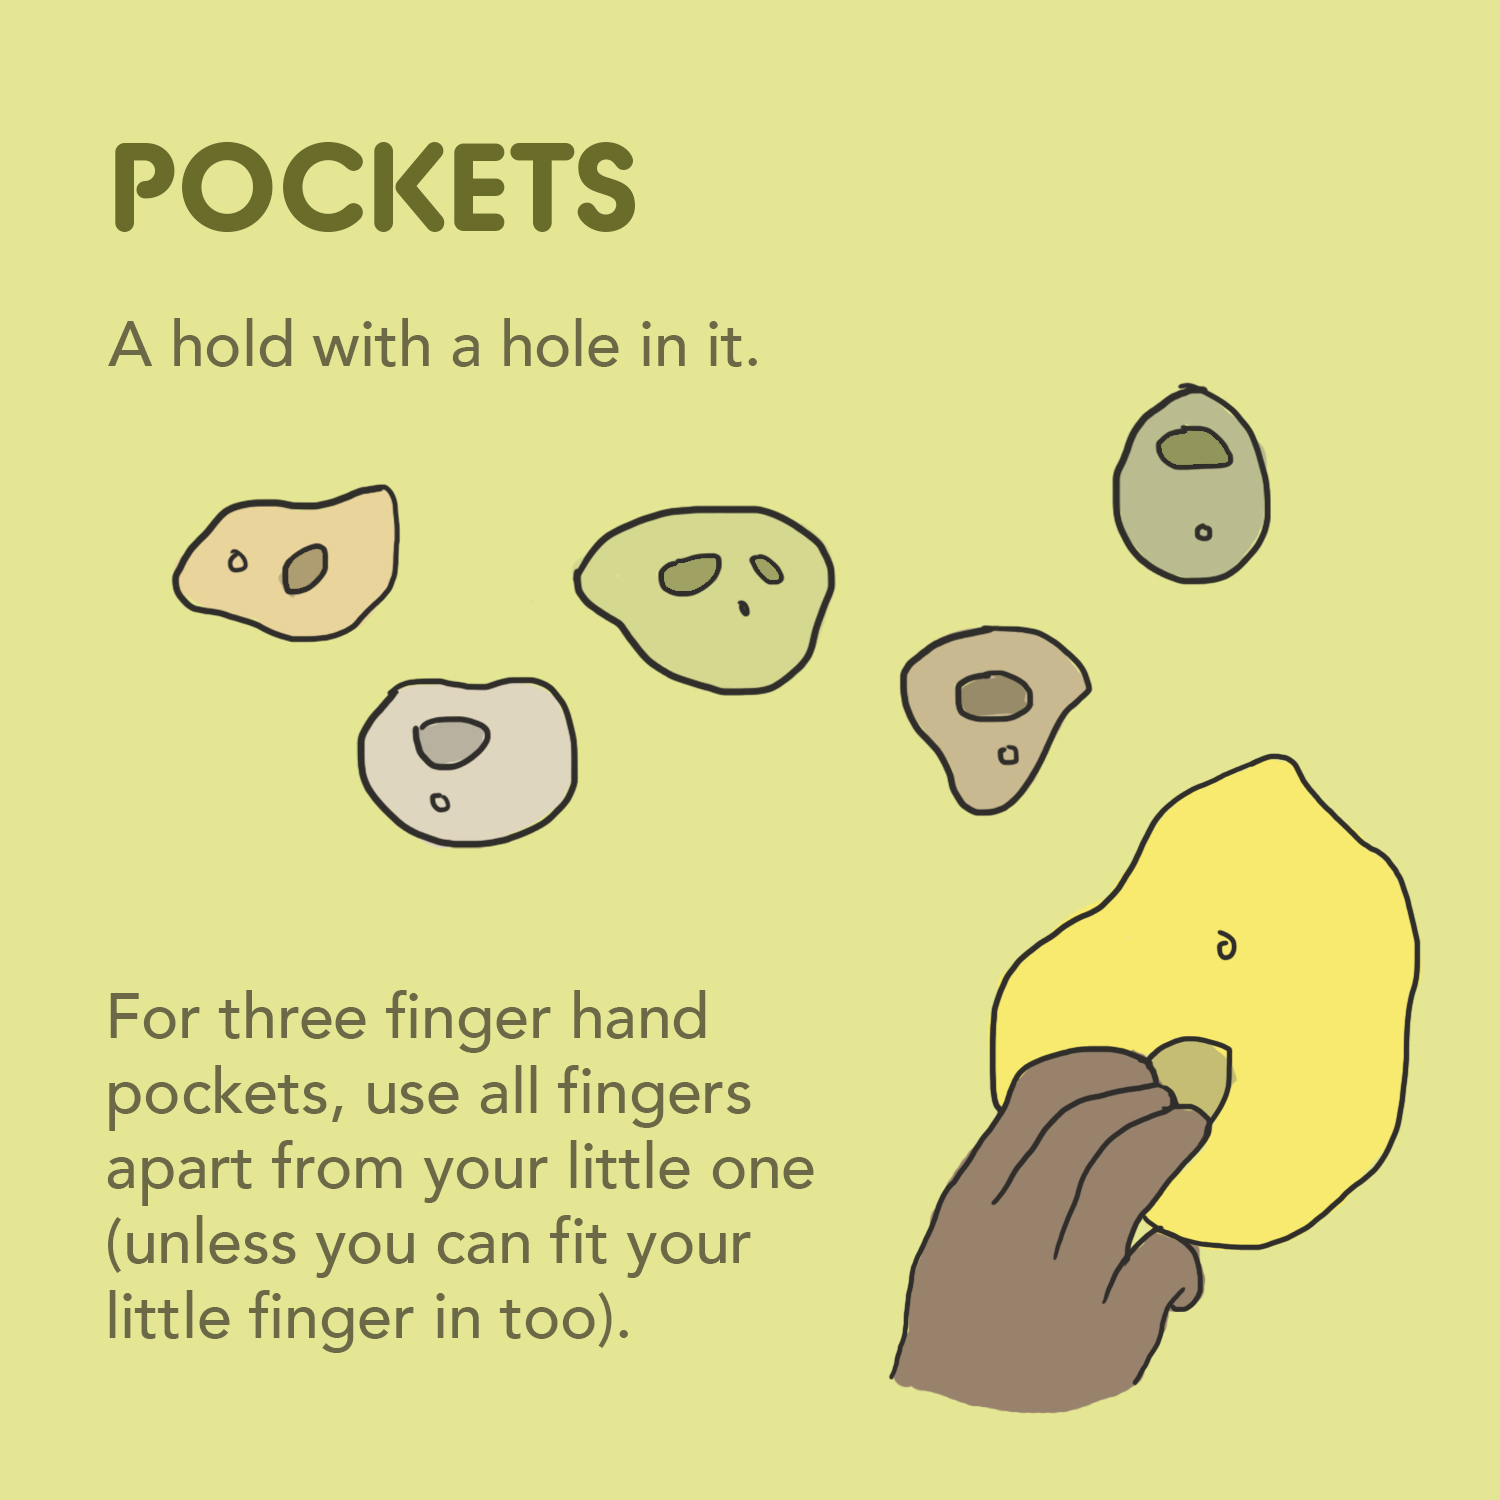 POCKETS
A hold with a hole in it.
For three finger hand
pockets, use all fingers
apart from your little one
(unless you can fit your
little finger in too).